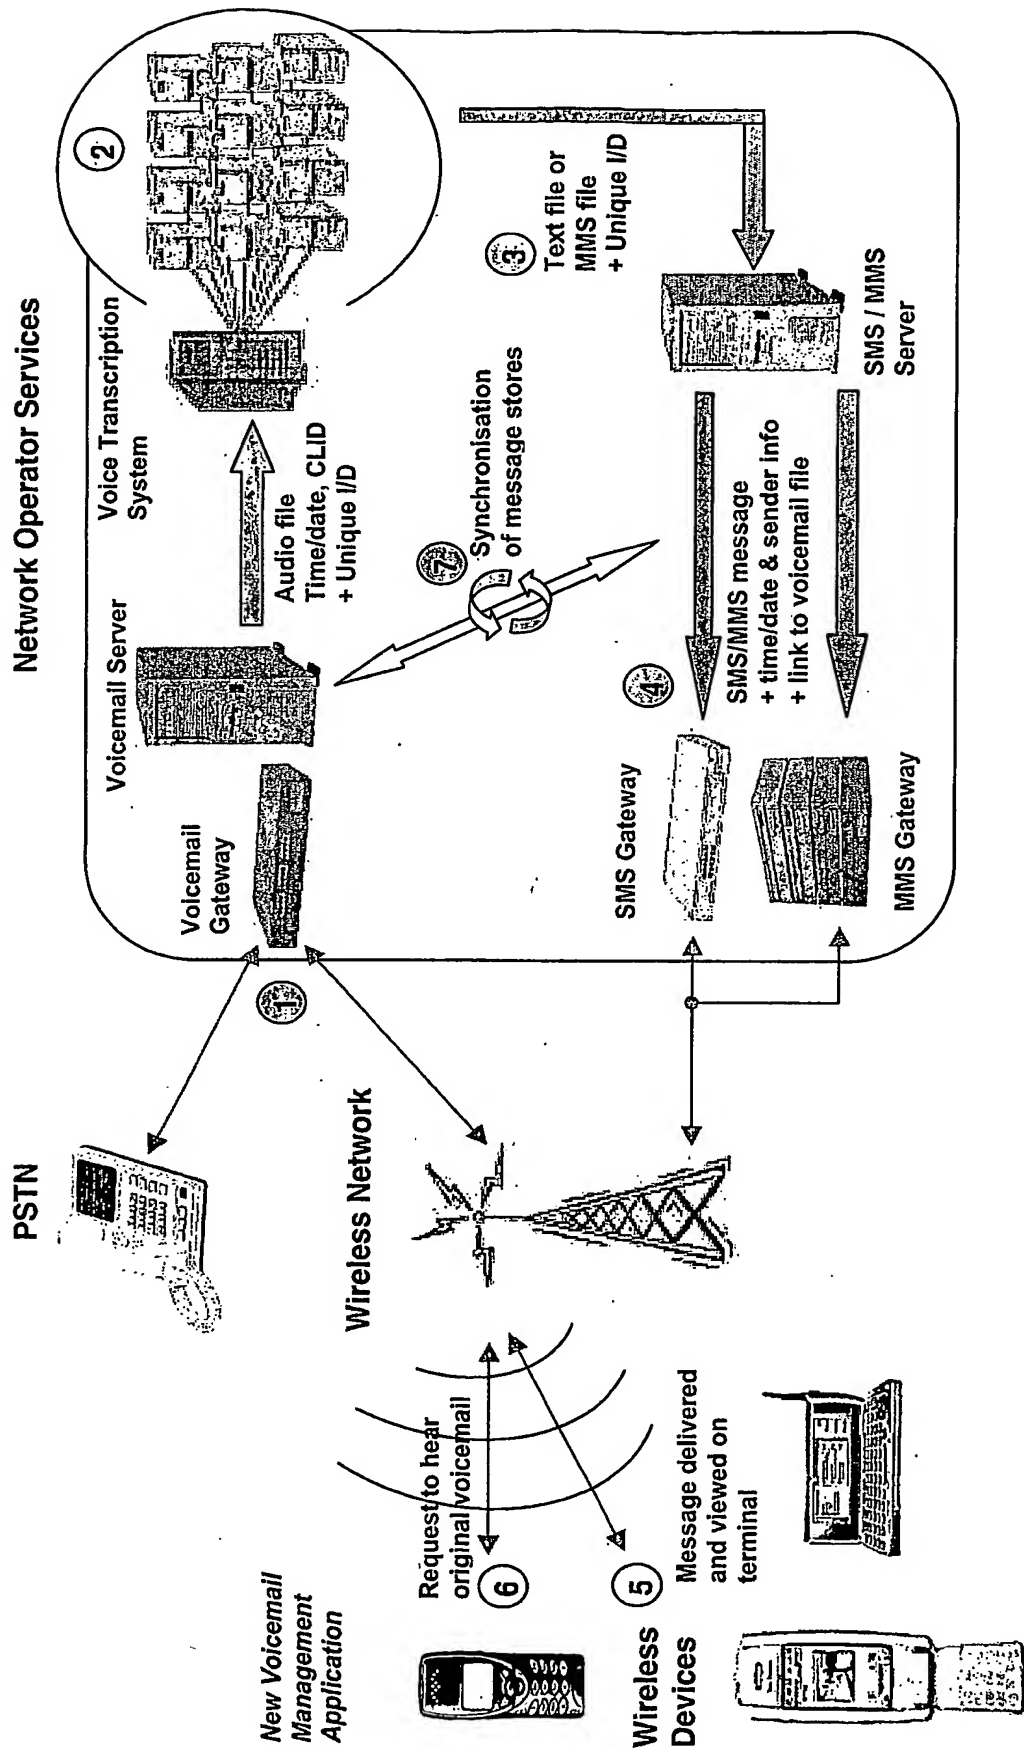 Network Operator Services
PSTN
Wireless Network
New Voicemail
Management
Application
Wireless
Devices
Voicemail
Gateway
Voicemail Server
Voice Transcription
System
Audio file
Time/date, CLID
+ Unique I/D
1
2
3
Text file or
MMS file
+ Unique I/D
7
Synchronisation
of message stores
SMS / MMS
Server
4
SMS/MMS message
+ time/date & sender info
+ link to voicemail file
SMS Gateway
MMS Gateway
Request to hear
original voicemail
6
5
Message delivered
and viewed on
terminal